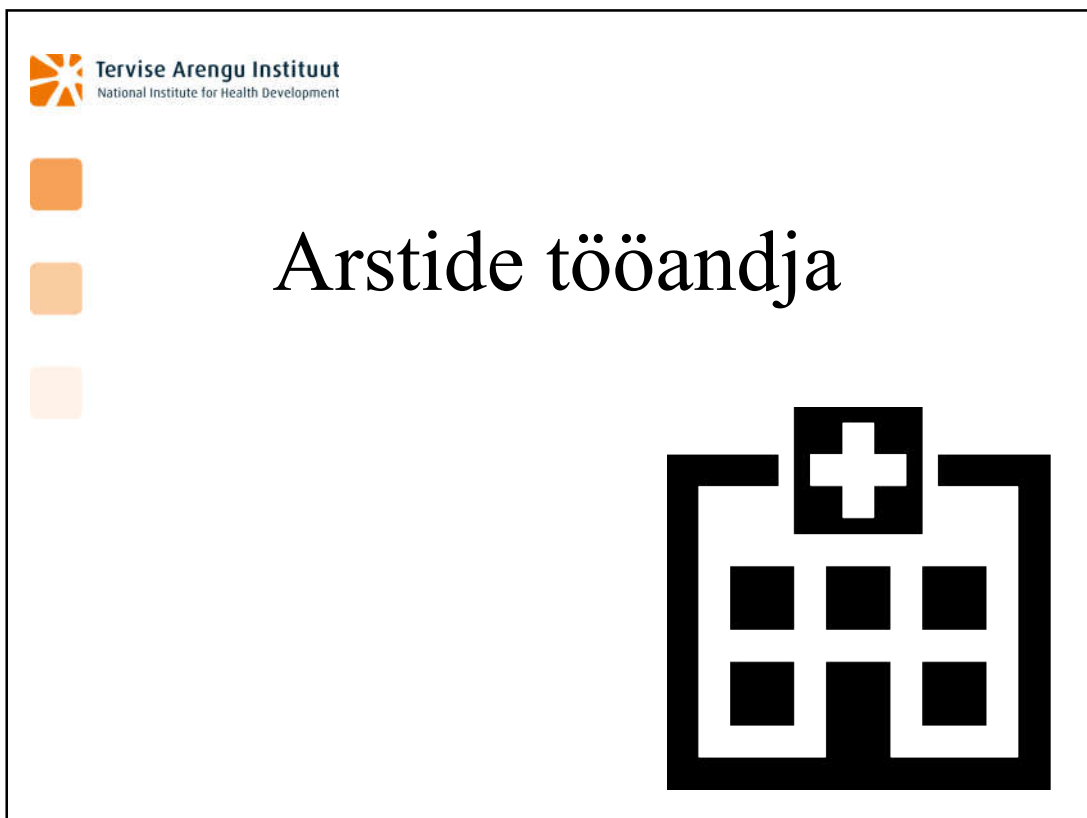 Tervise Arengu Instituut
National Institute for Health Development
Arstide tööandja